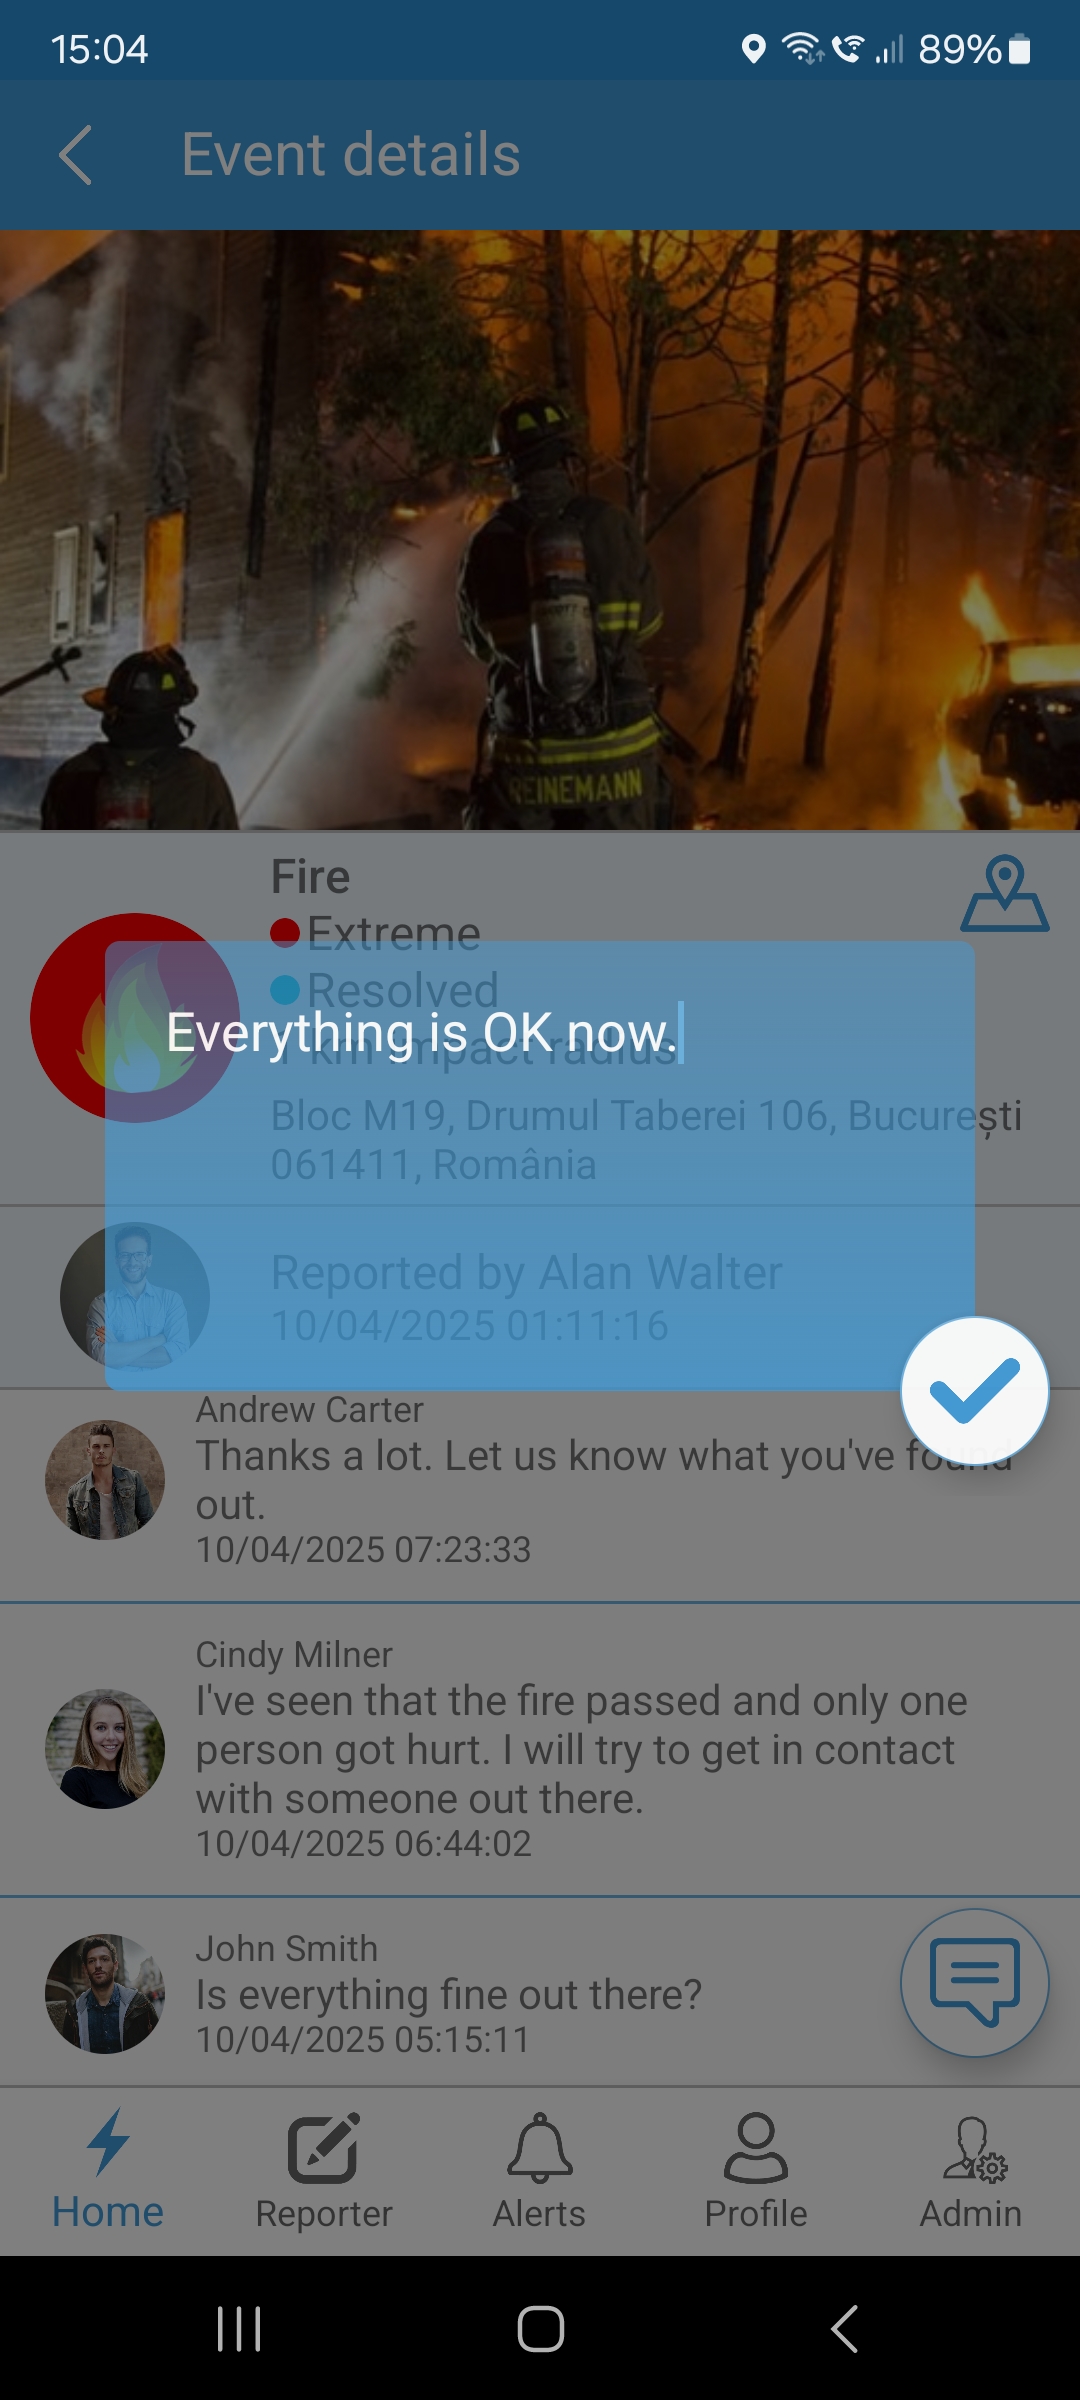 15:04
89%
Event details
REINEMANN
Fire
Extreme
Resolved
Everything is OK now.
1 km impact radius
Bloc M19, Drumul Taberei 106, București
061411, România
Reported by Alan Walter
10/04/2025 01:11:16
Andrew Carter
Thanks a lot. Let us know what you've found
out.
10/04/2025 07:23:33
Cindy Milner
I've seen that the fire passed and only one
person got hurt. I will try to get in contact
with someone out there.
10/04/2025 06:44:02
John Smith
Is everything fine out there?
10/04/2025 05:15:11
Home
Reporter
Alerts
Profile
Admin